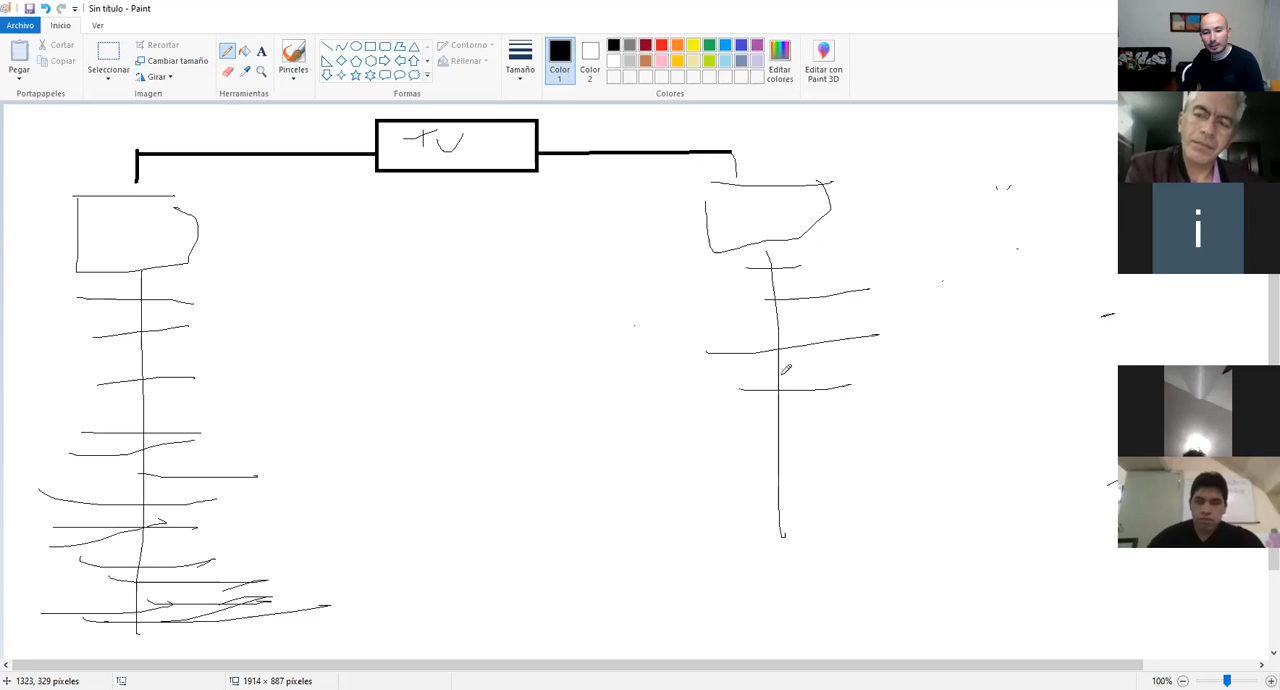 Sin título - Paint
Archivo Inicio Ver
Pegar
Cortar
Copiar
Portapapeles
Seleccionar
Recortar
Cambiar tamaño
Girar
Imagen
A
Herramientas
Pinceles
Contorno
Rellenar
Formas
Tamaño
Color 1
Color 2
Editar colores
Editar con Paint 3D
Colores
TU
i
1323, 329 píxeles
1914 × 887 píxeles
100%